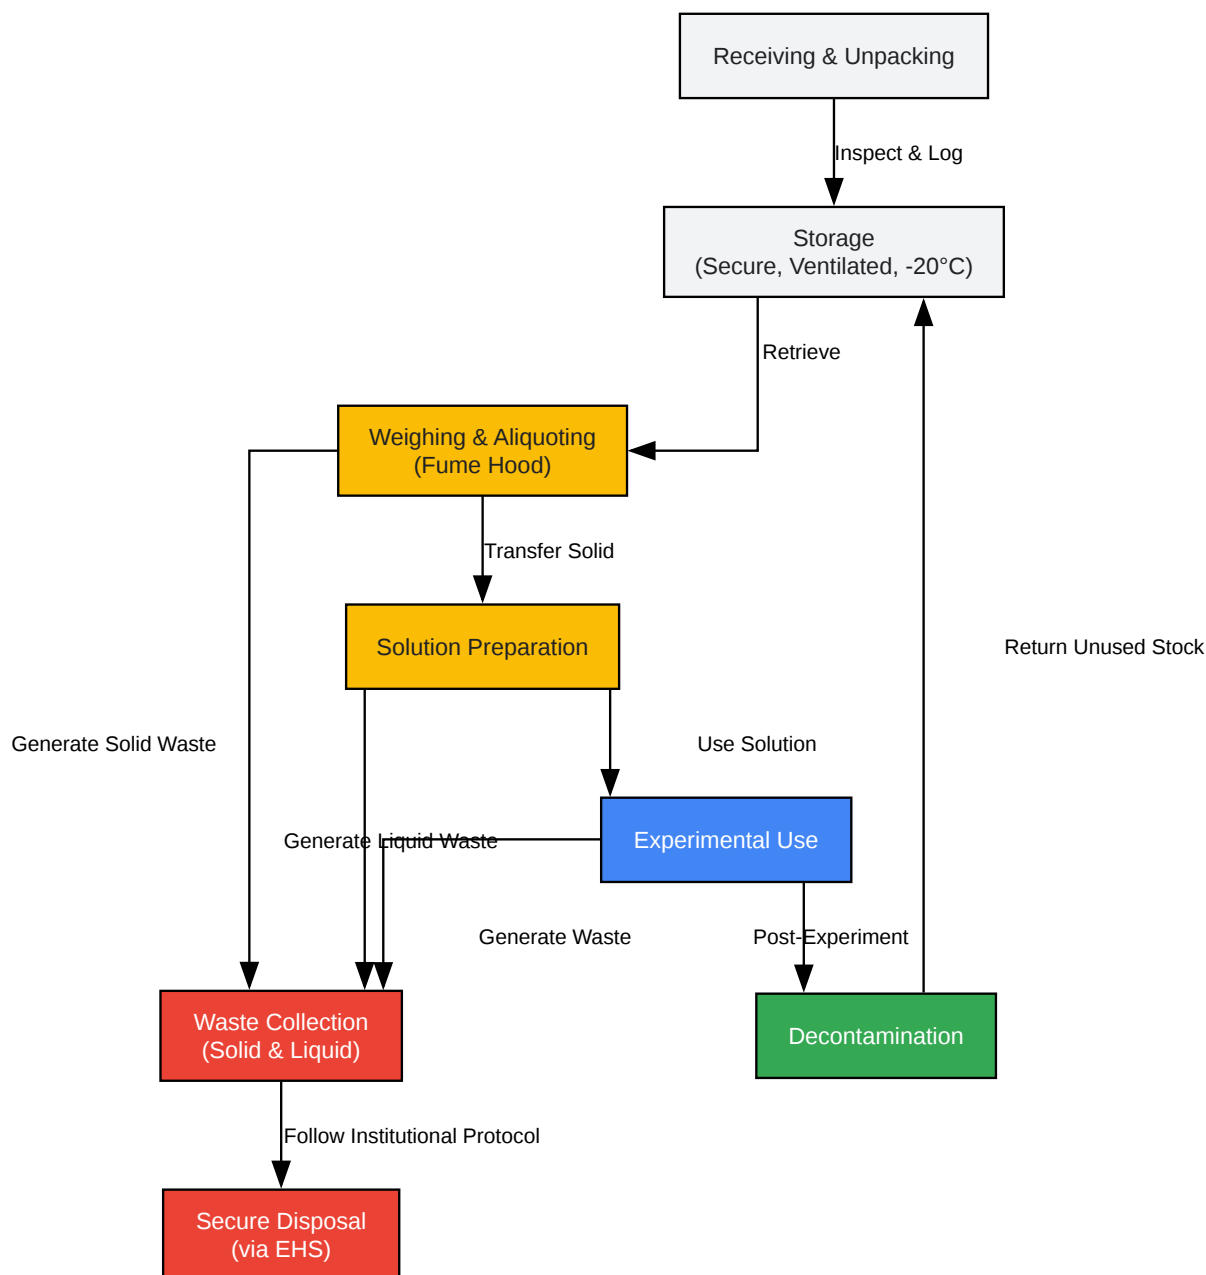 Receiving & Unpacking
Inspect & Log
Storage
(Secure, Ventilated, -20°C)
Retrieve
Weighing & Aliquoting
(Fume Hood)
Transfer Solid
Solution Preparation
Return Unused Stock
Generate Solid Waste
Use Solution
Generate Liquid Waste
Experimental Use
Generate Waste
Post-Experiment
Waste Collection
(Solid & Liquid)
Decontamination
Follow Institutional Protocol
Secure Disposal
(via EHS)